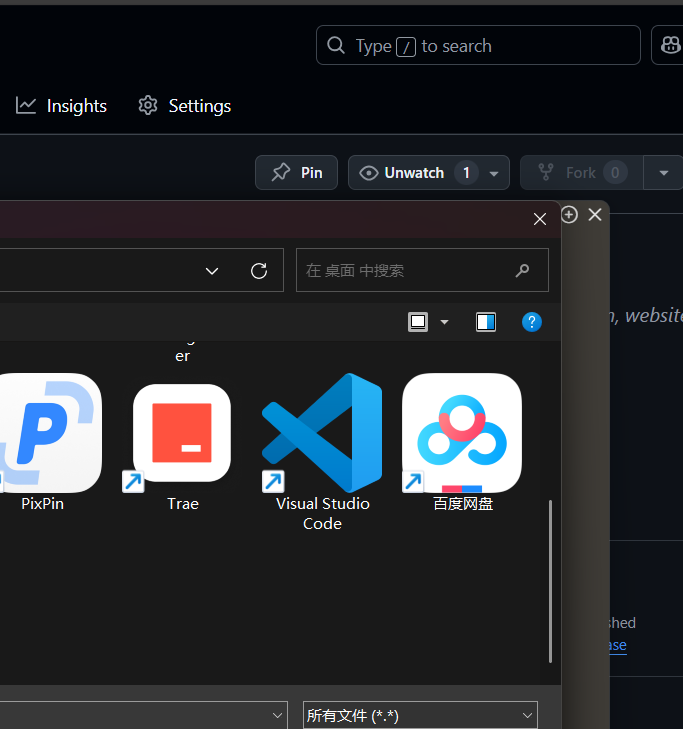 Type / to search
Insights
Settings
Pin
Unwatch 1
Fork 0
在 桌面 中搜索
?
n, website
er
PixPin
Trae
Visual Studio
Code
百度网盘
shed
ase
所有文件 (*.*)